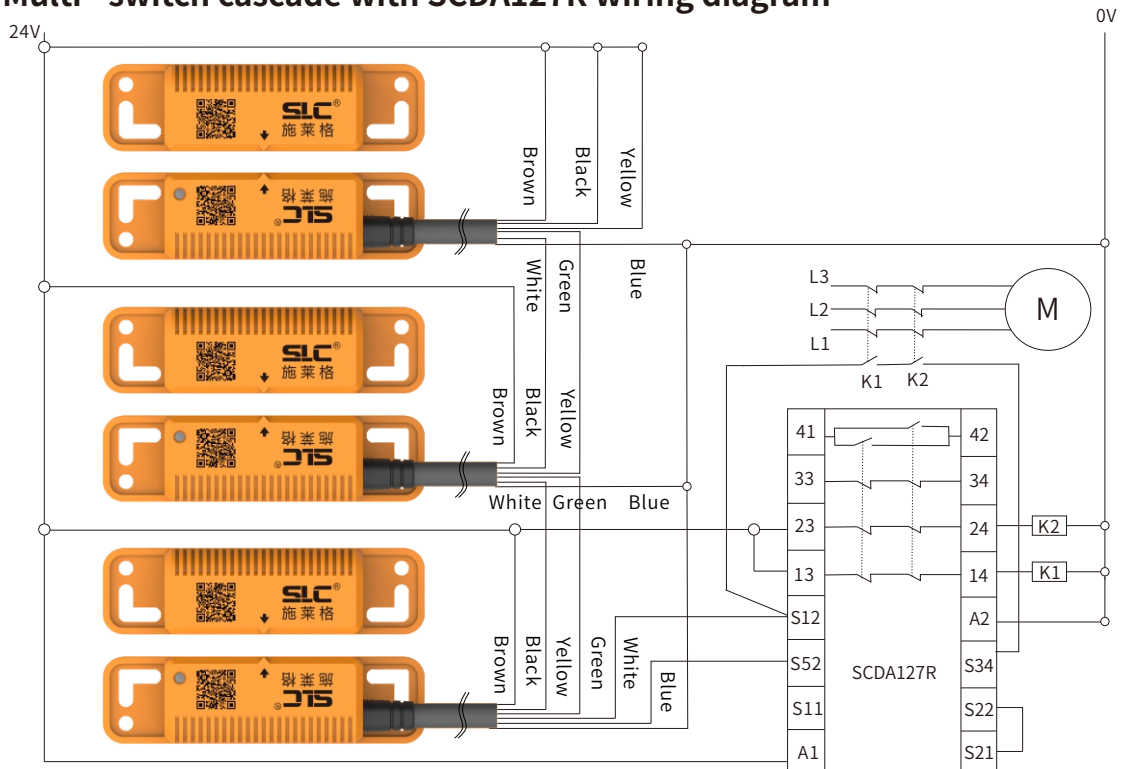 Multi- switch cascade with SCDA127R wiring diagram
24V
0V
SLC®
施莱格
Brown
Black
Yellow
施莱格
SLC®
White
Green
Blue
L3
L2
L1
M
K1
K2
SLC®
施莱格
Brown
Black
Yellow
施莱格
SLC®
White
Green
Blue
41
42
33
34
23
24
K2
13
14
K1
S12
A2
S52
S34
SCDA127R
S11
S22
A1
S21
SLC®
施莱格
Brown
Black
Yellow
Green
White
Blue
施莱格
SLC®